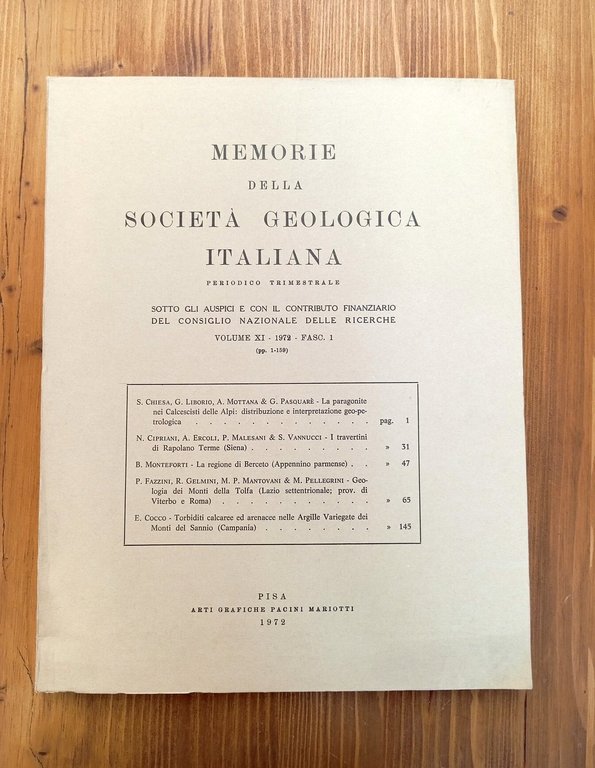 MEMORIE
DELLA
SOCIETÀ GEOLOGICA
ITALIANA
PERIODICO TRIMESTRALE
SOTTO GLI AUSPICI E CON IL CONTRIBUTO FINANZIARIO
DEL CONSIGLIO NAZIONALE DELLE RICERCHE
VOLUME XI - 1972 - FASC. 1
(pp. 1-159)
S. CHIESA, G. LIBORIO, A. MOTTANA & G. PASQUARÈ - La paragonite
nei Calcescisti delle Alpi: distribuzione e interpretazione geo-pe-
trologica . . . . . . . . . . . . . pag. 1
N. CIPRIANI, A. ERCOLI, P. MALESANI & S. VANNUCCI - I travertini
di Rapolano Terme (Siena) . . . . . . . . . » 31
B. MONTEFORTI - La regione di Berceto (Appennino parmense) . . » 47
P. FAZZINI, R. GELMINI, M. P. MANTOVANI & M. PELLEGRINI - Geo-
logia dei Monti della Tolfa (Lazio settentrionale; prov. di
Viterbo e Roma) . . . . . . . . . . . » 65
E. COCCO - Torbiditi calcaree ed arenacee nelle Argille Variegate dei
Monti del Sannio (Campania) . . . . . . . . » 145
PISA
ARTI GRAFICHE PACINI MARIOTTI
1972